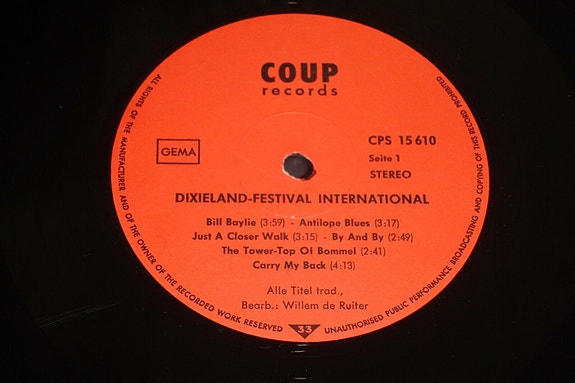 COUP
records
GEMA
CPS 15 610
Seite 1
STEREO
DIXIELAND-FESTIVAL INTERNATIONAL
Bill Baylie (3:59) - Antilope Blues (3:17)
Just A Closer Walk (3:15) - By And By (2:49)
The Tower-Top Of Bommel (2:41)
Carry My Back (4:13)
Alle Titel trad.,
Bearb.: Willem de Ruiter
ALL RIGHTS OF THE MANUFACTURER AND OF THE OWNER OF THE RECORDED WORK RESERVED
33
UNAUTHORISED PUBLIC PERFORMANCE BROADCASTING AND COPYING OF THIS RECORD PROHIBITED